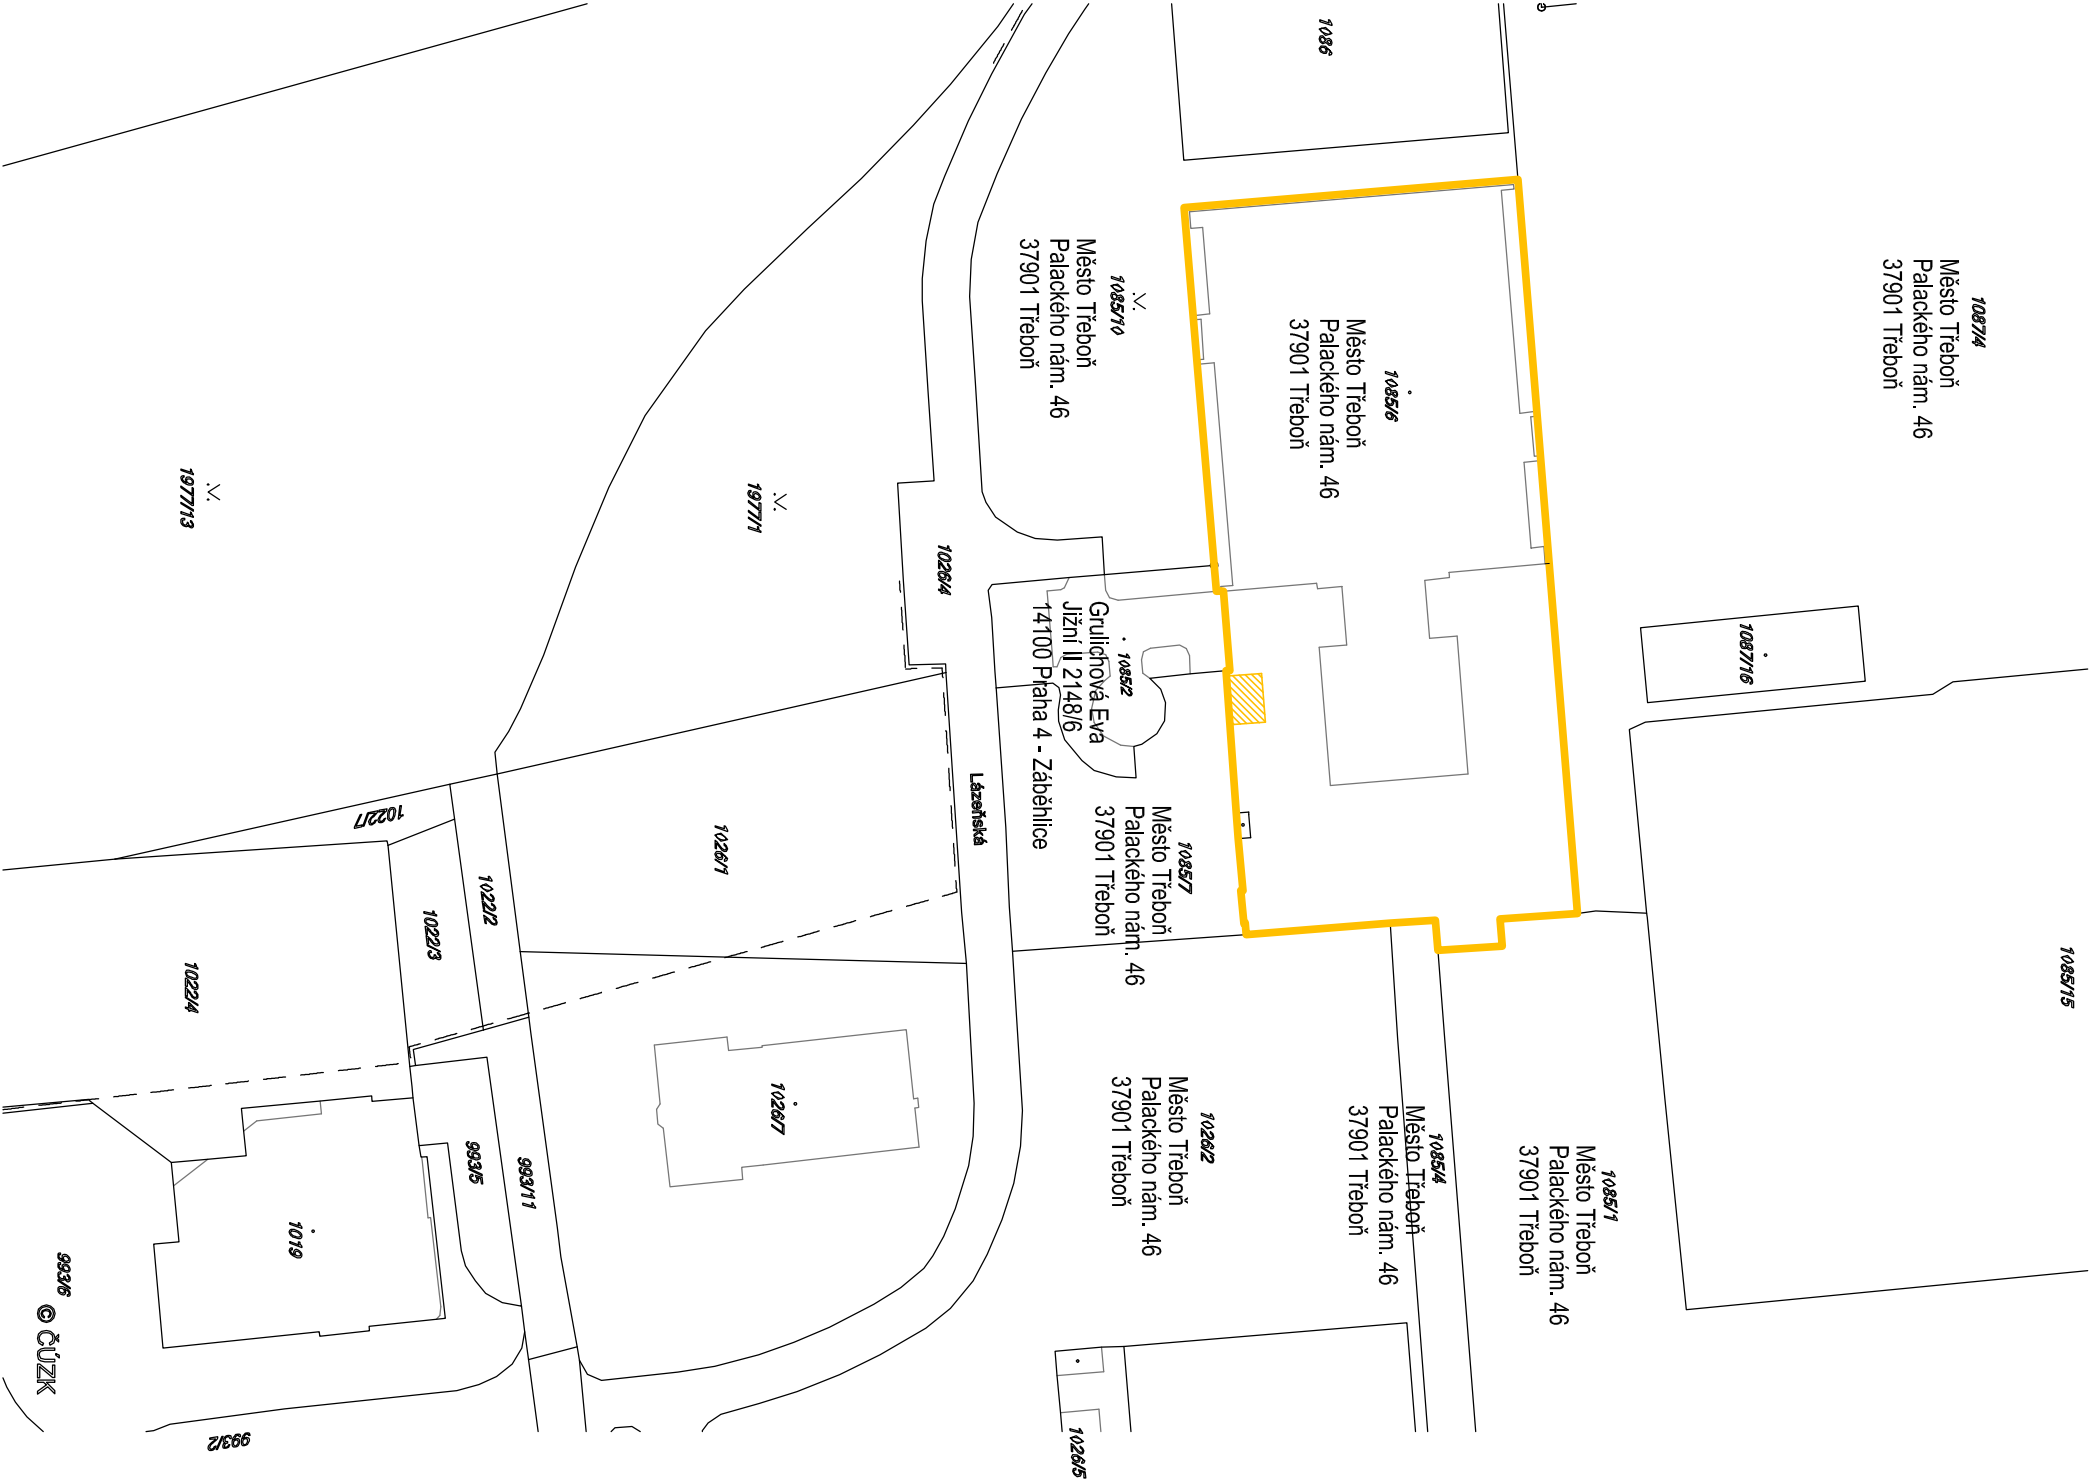 1086
1087/4
Město Třeboň
Palackého nám. 46
37901 Třeboň
1085/10
Město Třeboň
Palackého nám. 46
37901 Třeboň
1085/6
Město Třeboň
Palackého nám. 46
37901 Třeboň
1977/13
1977/1
1026/4
1085/2
Grulichová Eva
Jižní II 2148/6
14100 Praha 4 - Záběhlice
1087/16
Lázeňská
1022/7
1026/1
1085/7
Město Třeboň
Palackého nám. 46
37901 Třeboň
1022/2
1022/3
1022/4
1085/15
1026/7
1026/2
Město Třeboň
Palackého nám. 46
37901 Třeboň
1085/4
Město Třeboň
Palackého nám. 46
37901 Třeboň
1085/1
Město Třeboň
Palackého nám. 46
37901 Třeboň
993/5
993/11
1019
993/6
© ČÚZK
993/2
1026/5